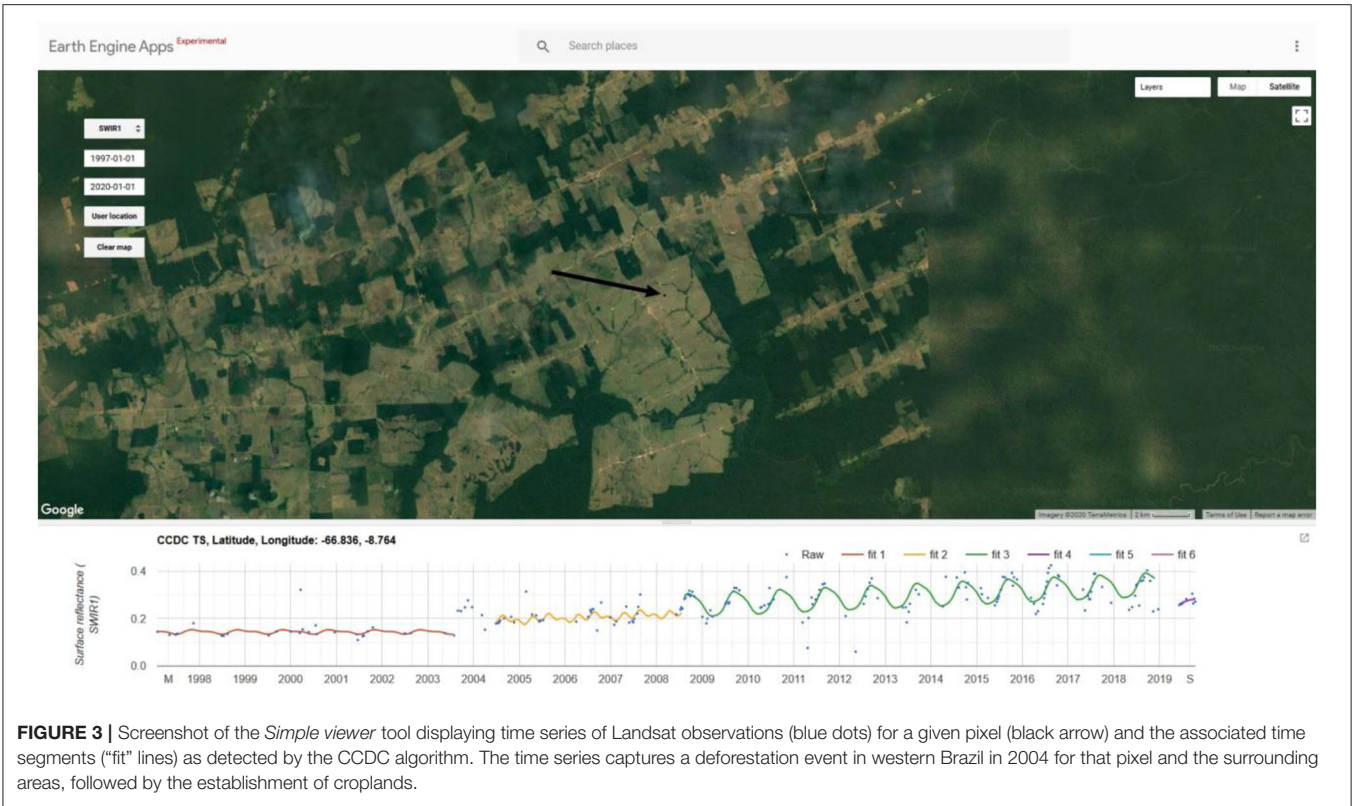 Earth Engine Apps Experimental
Search places
Layers
Map Satellite
SWIR1
1997-01-01
2020-01-01
User location
Clear map
Google
Imagery ©2020 TerraMetrics 2 km Terms of Use Report a map error
CCDC TS, Latitude, Longitude: -66.836, -8.764
Raw fit 1 fit 2 fit 3 fit 4 fit 5 fit 6
Surface reflectance (
SWIR1)
0.4
0.2
0.0
M 1998 1999 2000 2001 2002 2003 2004 2005 2006 2007 2008 2009 2010 2011 2012 2013 2014 2015 2016 2017 2018 2019 S
FIGURE 3 | Screenshot of the Simple viewer tool displaying time series of Landsat observations (blue dots) for a given pixel (black arrow) and the associated time
segments (“fit” lines) as detected by the CCDC algorithm. The time series captures a deforestation event in western Brazil in 2004 for that pixel and the surrounding
areas, followed by the establishment of croplands.